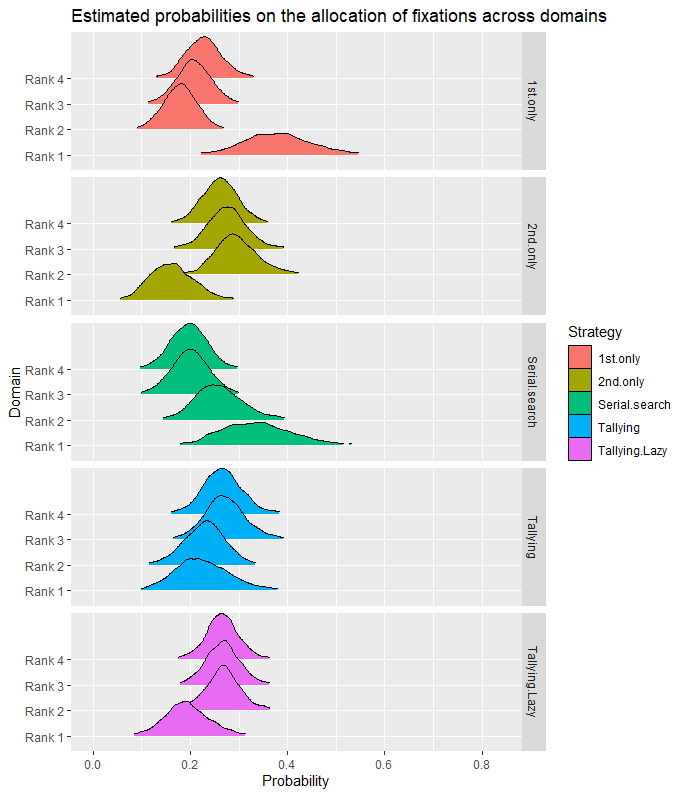 Estimated probabilities on the allocation of fixations across domains
Rank 4
Rank 3
Rank 2
Rank 1
1st.only
Rank 4
Rank 3
Rank 2
Rank 1
2nd.only
Rank 4
Rank 3
Rank 2
Rank 1
Serial.search
Rank 4
Rank 3
Rank 2
Rank 1
Tallying
Rank 4
Rank 3
Rank 2
Rank 1
Tallying.Lazy
Domain
0.0 0.2 0.4 0.6 0.8
Probability
Strategy
1st.only
2nd.only
Serial.search
Tallying
Tallying.Lazy